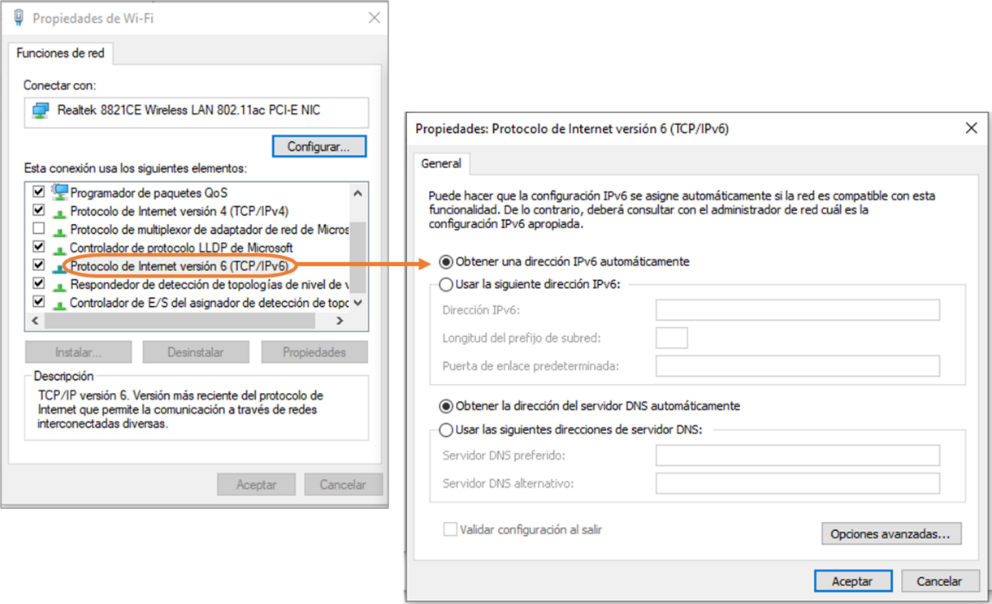 Propiedades de Wi-Fi
Funciones de red
Conectar con:
Realtek 8821CE Wireless LAN 802.11ac PCI-E NIC
Configurar...
Esta conexión usa los siguientes elementos:
Programador de paquetes QoS
Protocolo de Internet versión 4 (TCP/IPv4)
Protocolo de multiplexor de adaptador de red de Micros
Controlador de protocolo LLDP de Microsoft
Protocolo de Internet versión 6 (TCP/IPv6)
Respondedor de detección de topologías de nivel de v
Controlador de E/S del asignador de detección de topc
Instalar...
Desinstalar
Propiedades
Descripción
TCP/IP versión 6. Versión más reciente del protocolo de
Internet que permite la comunicación a través de redes
interconectadas diversas.
Aceptar
Cancelar
Propiedades: Protocolo de Internet versión 6 (TCP/IPv6)
General
Puede hacer que la configuración IPv6 se asigne automáticamente si la red es compatible con esta
funcionalidad. De lo contrario, deberá consultar con el administrador de red cuál es la
configuración IPv6 apropiada.
Obtener una dirección IPv6 automáticamente
Usar la siguiente dirección IPv6:
Dirección IPv6:
Longitud del prefijo de subred:
Puerta de enlace predeterminada:
Obtener la dirección del servidor DNS automáticamente
Usar las siguientes direcciones de servidor DNS:
Servidor DNS preferido:
Servidor DNS alternativo:
Validar configuración al salir
Opciones avanzadas...
Aceptar
Cancelar